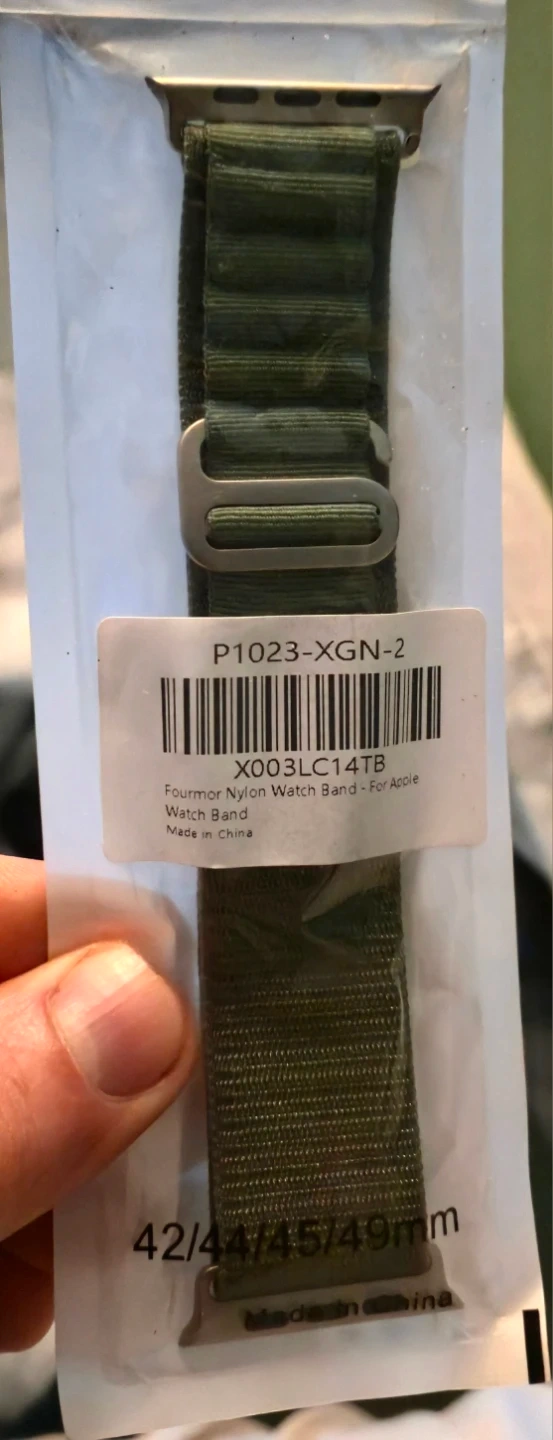 P1023-XGN-2
X003LC14TB
Fourmor Nylon Watch Band - For Apple
Watch Band
Made in China
42/44/45/49mm
Made in China